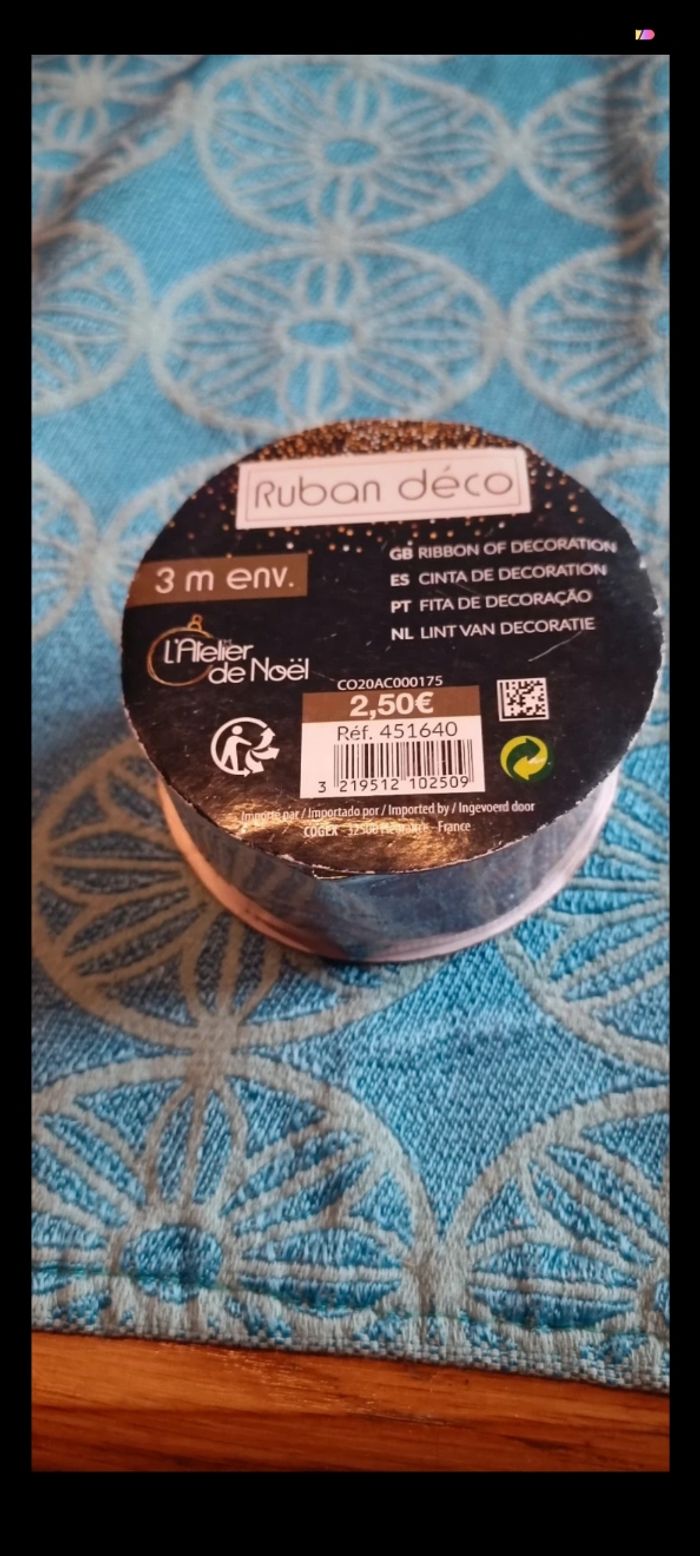 Ruban déco
GB RIBBON OF DECORATION
3 m env.
ES CINTA DE DECORATION
PT FITA DE DECORAÇÃO
NL LINT VAN DECORATIE
L'Atelier
de Noël
CO20AC000175
2,50€
Réf. 451640
3 219512 102509
Importé par / Importado por / Imported by / Ingevoerd door
COGEX - 32500 - France